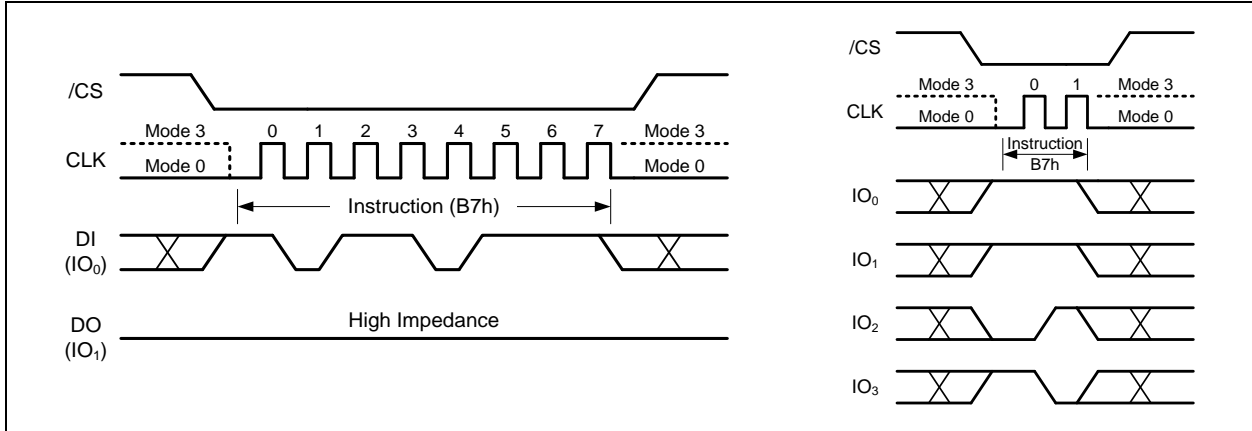 /CS
Mode 3 0 1 2 3 4 5 6 7 Mode 3
CLK
Mode 0 Mode 0
Instruction (B7h)
DI
(IO0)
High Impedance
DO
(IO1)
/CS
Mode 3 0 1 Mode 3
CLK
Mode 0 Mode 0
Instruction
B7h
IO0
IO1
IO2
IO3